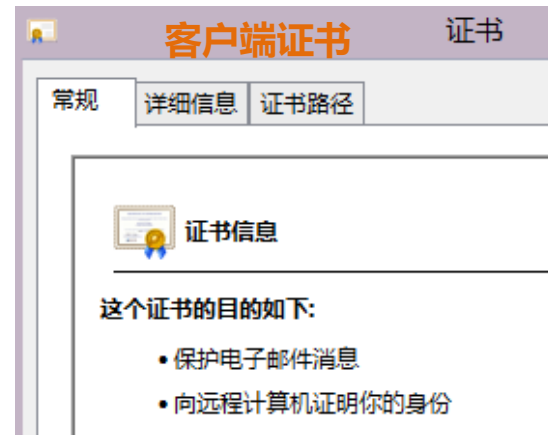 客户端证书 证书
常规 详细信息 证书路径
证书信息
这个证书的目的如下:
• 保护电子邮件消息
• 向远程计算机证明你的身份